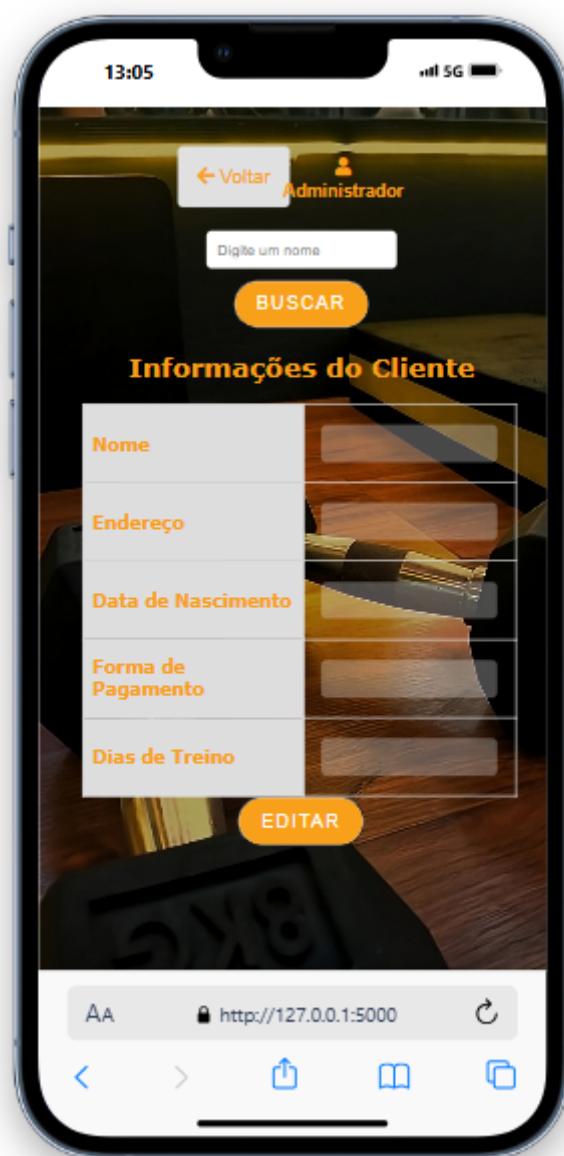 13:05
5G
Voltar
Administrador
Digite um nome
BUSCAR
Informações do Cliente
Nome
Endereço
Data de Nascimento
Forma de
Pagamento
Dias de Treino
EDITAR
8KG
AA
http://127.0.0.1:5000